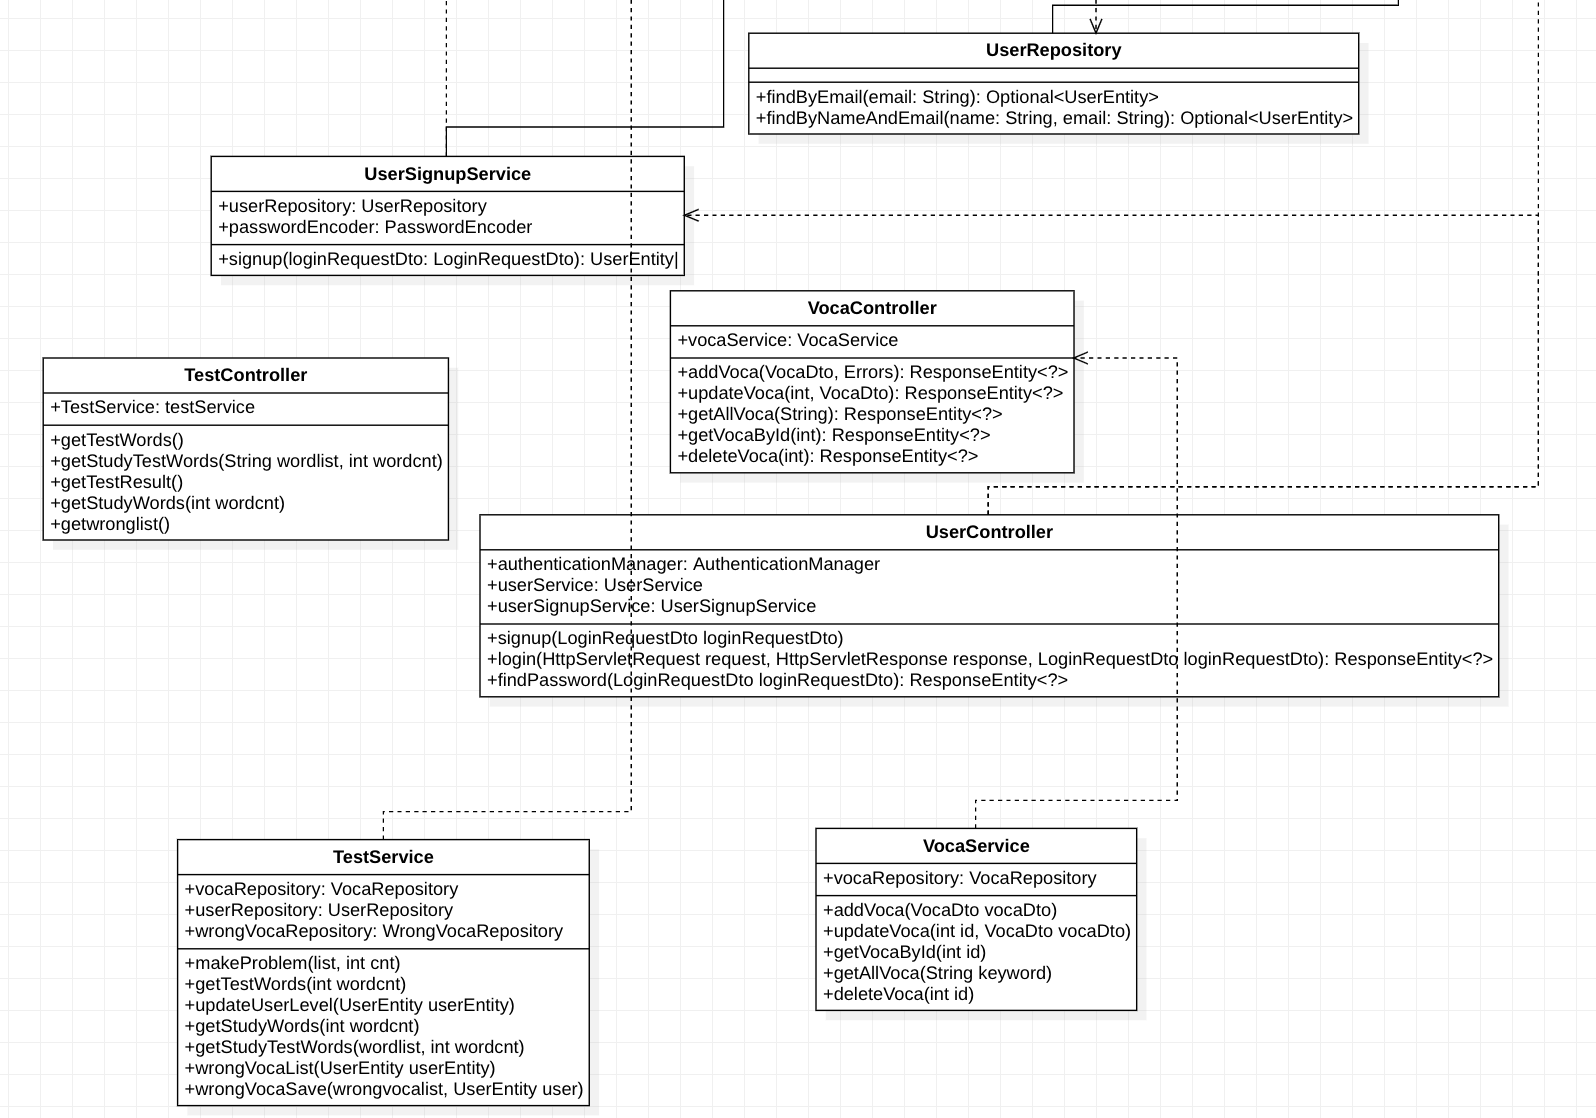 UserRepository
+findByEmail(email: String): Optional<UserEntity>
+findByNameAndEmail(name: String, email: String): Optional<UserEntity>
UserSignupService
+userRepository: UserRepository
+passwordEncoder: PasswordEncoder
+signup(loginRequestDto: LoginRequestDto): UserEntity|
VocaController
+vocaService: VocaService
+addVoca(VocaDto, Errors): ResponseEntity<?>
+updateVoca(int, VocaDto): ResponseEntity<?>
+getAllVoca(String): ResponseEntity<?>
+getVocaById(int): ResponseEntity<?>
+deleteVoca(int): ResponseEntity<?>
TestController
+TestService: testService
+getTestWords()
+getStudyTestWords(String wordlist, int wordcnt)
+getTestResult()
+getStudyWords(int wordcnt)
+getwronglist()
UserController
+authenticationManager: AuthenticationManager
+userService: UserService
+userSignupService: UserSignupService
+signup(LoginRequestDto loginRequestDto)
+login(HttpServletRequest request, HttpServletResponse response, LoginRequestDto loginRequestDto): ResponseEntity<?>
+findPassword(LoginRequestDto loginRequestDto): ResponseEntity<?>
TestService
+vocaRepository: VocaRepository
+userRepository: UserRepository
+wrongVocaRepository: WrongVocaRepository
+makeProblem(list, int cnt)
+getTestWords(int wordcnt)
+updateUserLevel(UserEntity userEntity)
+getStudyWords(int wordcnt)
+getStudyTestWords(wordlist, int wordcnt)
+wrongVocaList(UserEntity userEntity)
+wrongVocaSave(wrongvocalist, UserEntity user)
VocaService
+vocaRepository: VocaRepository
+addVoca(VocaDto vocaDto)
+updateVoca(int id, VocaDto vocaDto)
+getVocaById(int id)
+getAllVoca(String keyword)
+deleteVoca(int id)